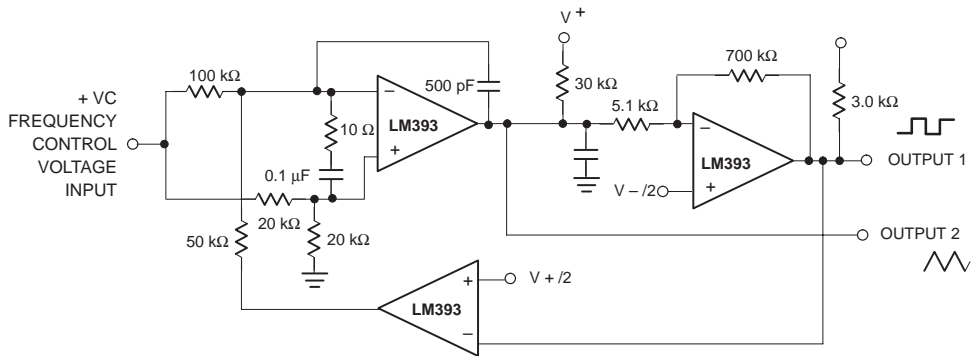 V +
100 kΩ
500 pF
30 kΩ
700 kΩ
5.1 kΩ
3.0 kΩ
+ VC
FREQUENCY
CONTROL
VOLTAGE
INPUT
10 Ω
LM393
−
+
0.1 µF
20 kΩ
20 kΩ
50 kΩ
−
+
LM393
V – /2
OUTPUT 1
OUTPUT 2
+
−
LM393
V + /2